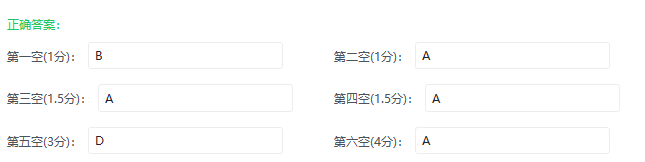 正确答案：
第一空(1分)： B 第二空(1分)： A
第三空(1.5分)： A 第四空(1.5分)： A
第五空(3分)： D 第六空(4分)： A